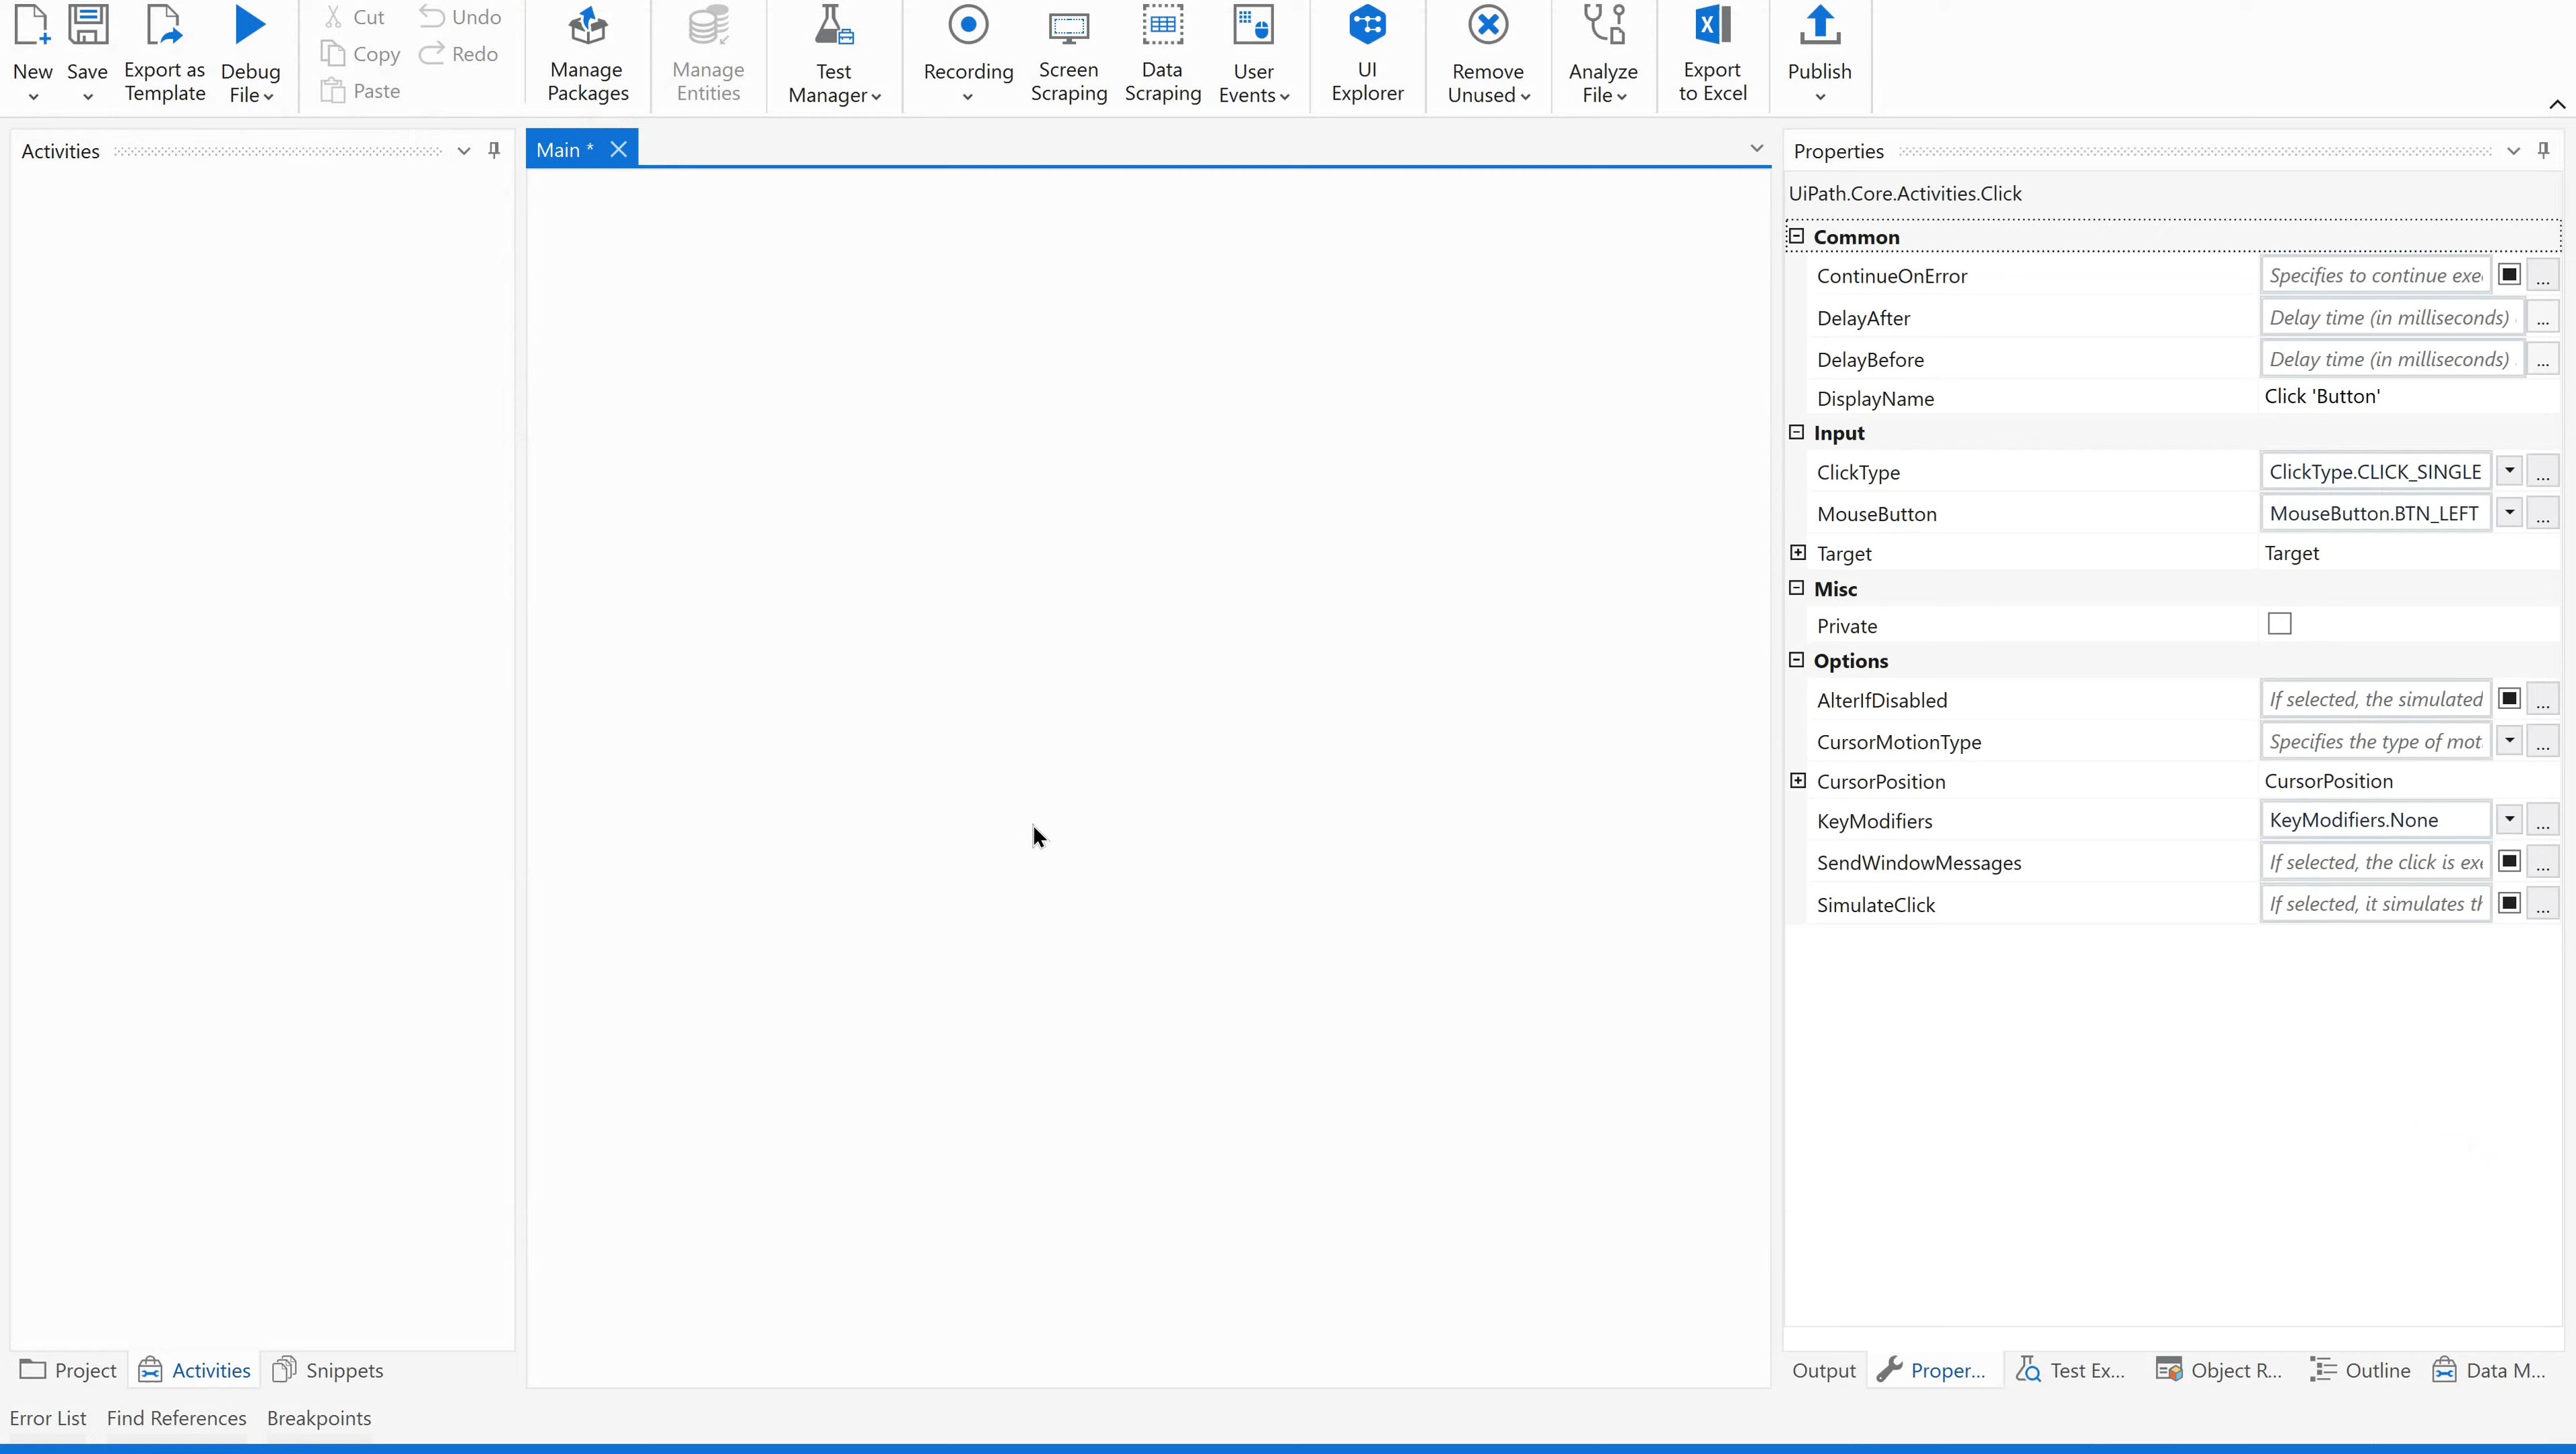 New
Save
Export as
Template
Debug
File
Cut
Copy
Paste
Undo
Redo
Manage
Packages
Manage
Entities
Test
Manager
Recording
Screen
Scraping
Data
Scraping
User
Events
UI
Explorer
Remove
Unused
Analyze
File
Export
to Excel
Publish
Activities
Main *
Properties
UiPath.Core.Activities.Click
Common
ContinueOnError Specifies to continue exe ...
DelayAfter Delay time (in milliseconds) ...
DelayBefore Delay time (in milliseconds) ...
DisplayName Click 'Button'
Input
ClickType ClickType.CLICK_SINGLE ...
MouseButton MouseButton.BTN_LEFT ...
Target Target
Misc
Private
Options
AlterIfDisabled If selected, the simulated ...
CursorMotionType Specifies the type of mot ...
CursorPosition CursorPosition
KeyModifiers KeyModifiers.None ...
SendWindowMessages If selected, the click is exe ...
SimulateClick If selected, it simulates th ...
Project Activities Snippets
Output Proper... Test Ex... Object R... Outline Data M...
Error List Find References Breakpoints